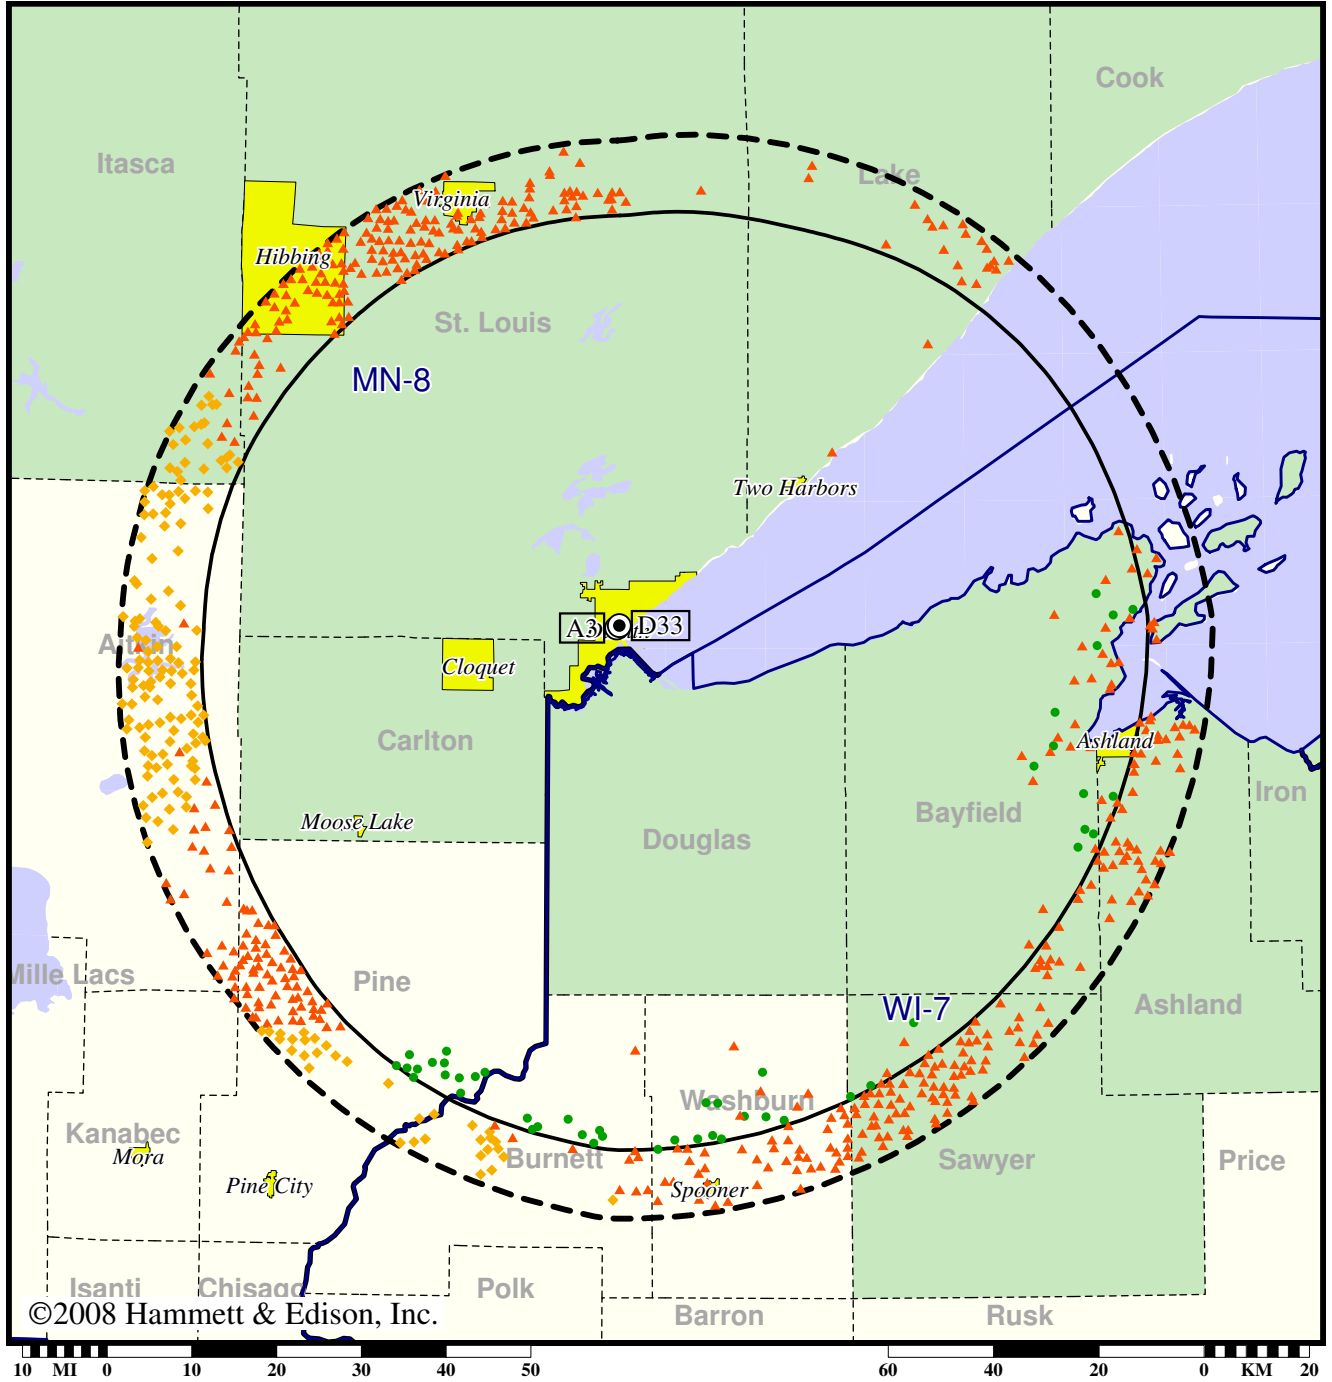 Cook
Itasca
Lake
Virginia
Hibbing
St. Louis
MN-8
Two Harbors
A3
D33
Aitkin
Cloquet
Carlton
Ashland
Iron
Bayfield
Moose Lake
Douglas
Mille Lacs
Pine
WI-7
Ashland
Washburn
Kanabec
Mora
Burnett
Sawyer
Price
Pine City
Spooner
Isanti
Chisago
Polk
Barron
Rusk
©2008 Hammett & Edison, Inc.
10 MI 0 10 20 30 40 50
60 40 20 0 KM 20